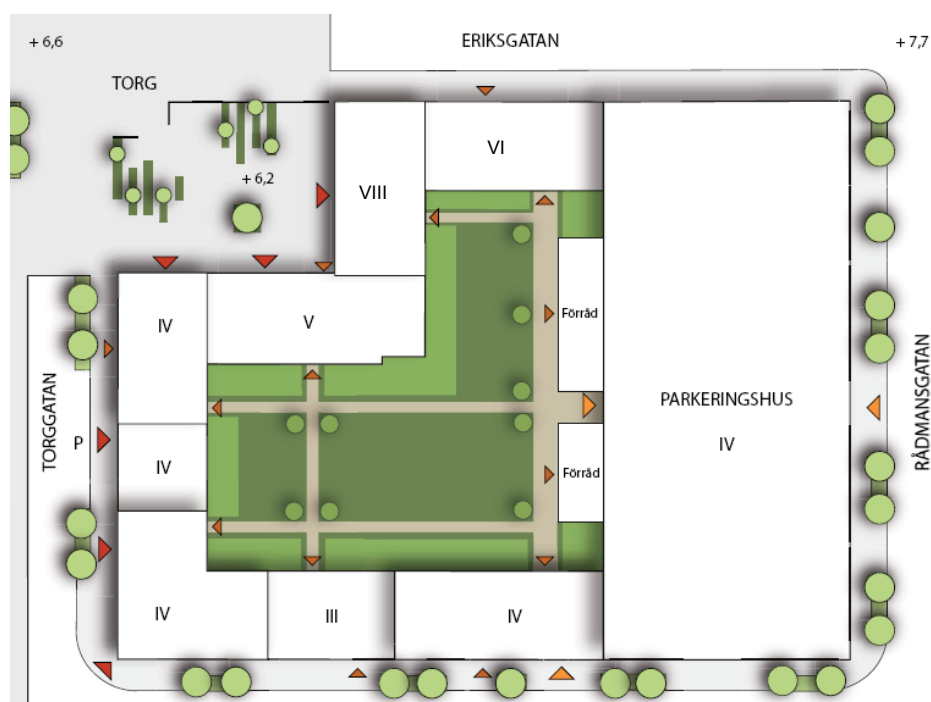 + 6,6
ERIKSGATAN
+ 7,7
TORG
VI
+ 6,2
VIII
IV
V
Förråd
PARKERINGSHUS
IV
TORGGATAN
P
RÅDMANSGATAN
IV
Förråd
IV
III
IV